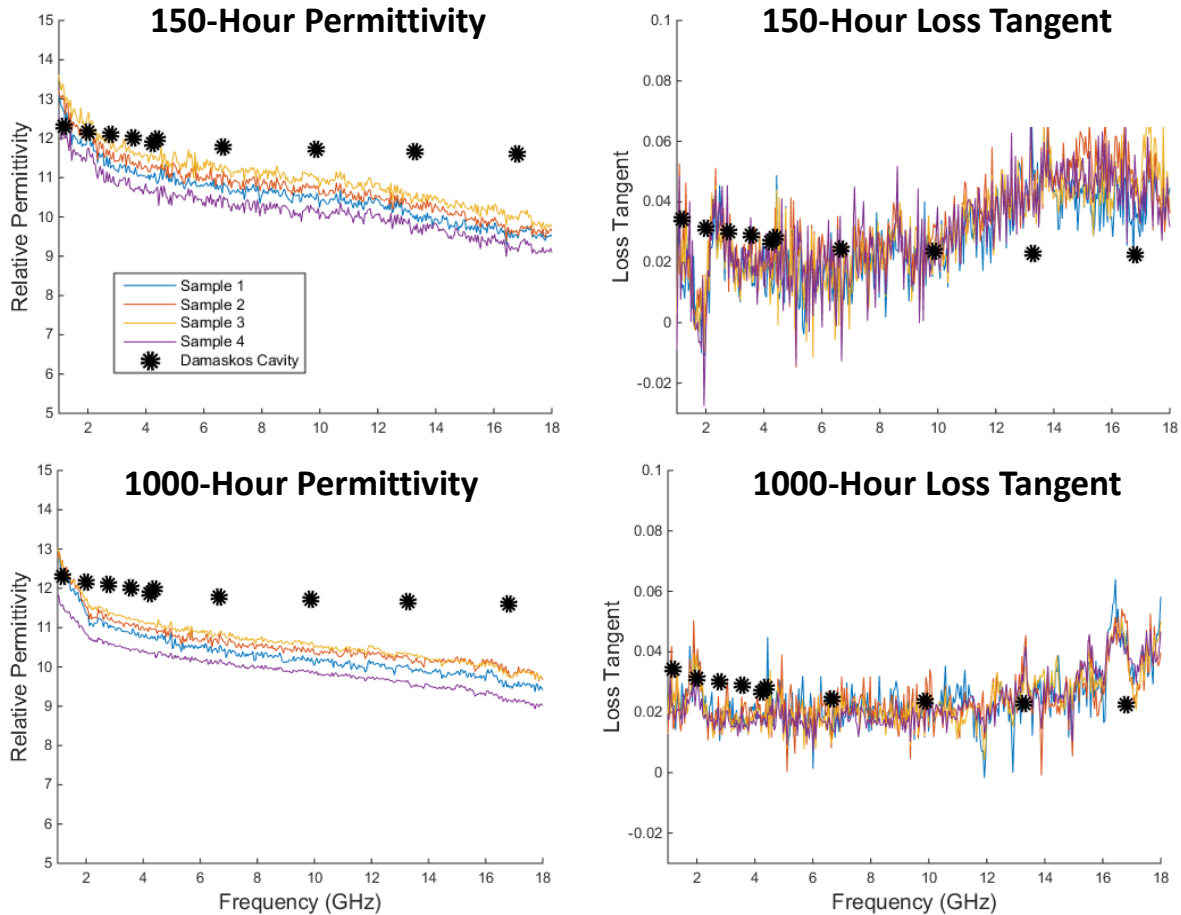 150-Hour Permittivity
Relative Permittivity
15
14
13
12
11
10
9
8
7
6
5
Sample 1
Sample 2
Sample 3
Sample 4
Damaskos Cavity
2 4 6 8 10 12 14 16 18
150-Hour Loss Tangent
Loss Tangent
0.1
0.08
0.06
0.04
0.02
0
-0.02
2 4 6 8 10 12 14 16 18
1000-Hour Permittivity
Relative Permittivity
15
14
13
12
11
10
9
8
7
6
5
2 4 6 8 10 12 14 16 18
Frequency (GHz)
1000-Hour Loss Tangent
Loss Tangent
0.1
0.08
0.06
0.04
0.02
0
-0.02
2 4 6 8 10 12 14 16 18
Frequency (GHz)